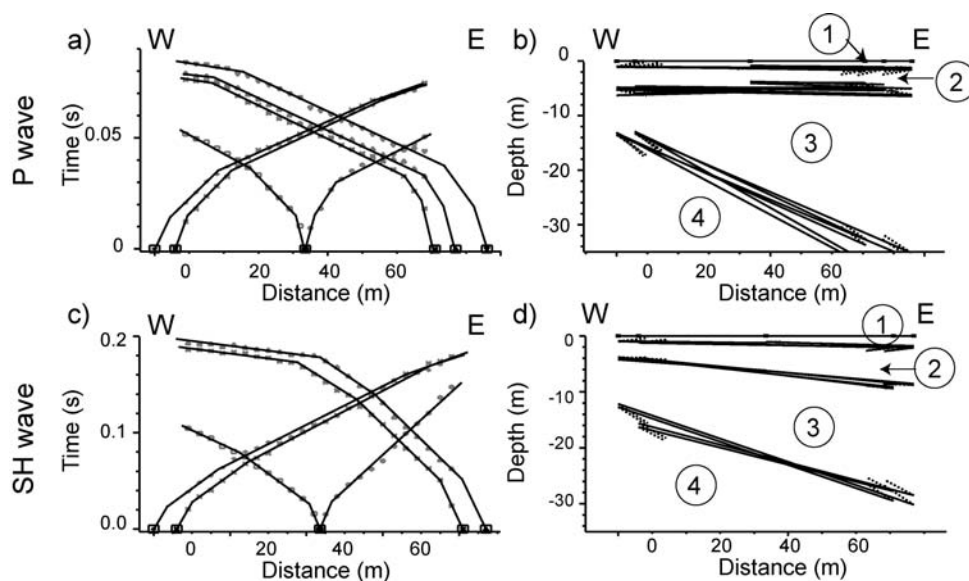 a) W E
P wave
Time (s)
0.05
0
0 20 40 60
Distance (m)
b) W E
1
2
3
4
Depth (m)
0
-10
-20
-30
0 20 40 60
Distance (m)
c) W E
SH wave
Time (s)
0.2
0.1
0.0
0 20 40 60
Distance (m)
d) W E
1
2
3
4
Depth (m)
0
-10
-20
-30
0 20 40 60
Distance (m)